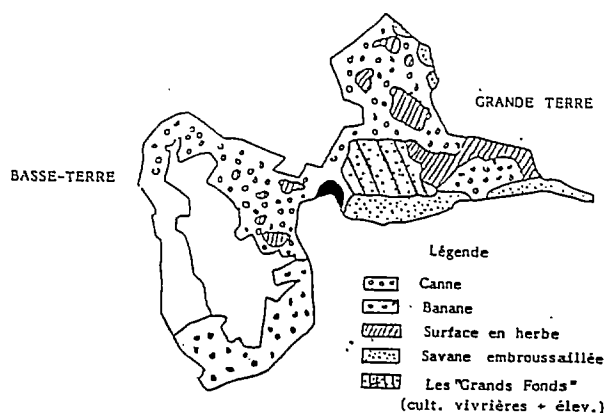 GRANDE TERRE
BASSE-TERRE
Légende
Canne
Banane
Surface en herbe
Savane embroussaillée
Les "Grands Fonds"
(cult. vivrières + élev.)